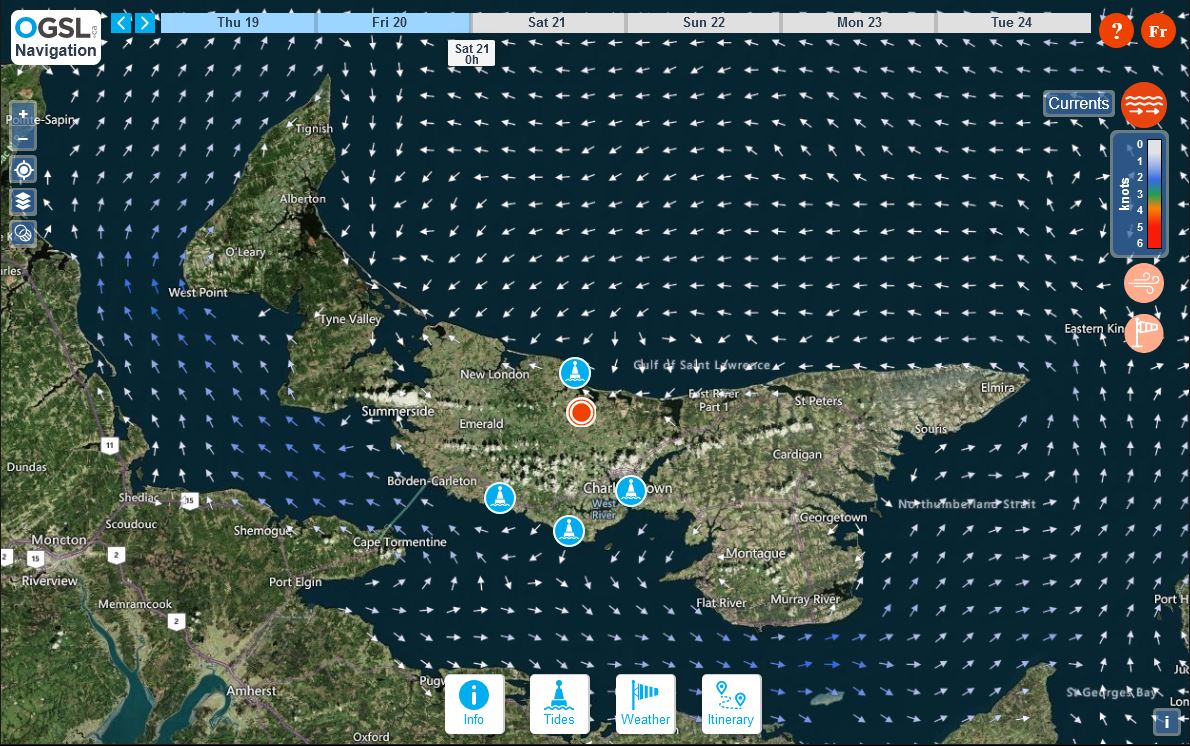 OGSL.ca
Navigation
Thu 19
Fri 20
Sat 21
Sun 22
Mon 23
Tue 24
Sat 21
0h
?
Fr
Currents
0
1
2
3
4
5
6
knots
+
−
Pointe-Sapin
Tignish
Alberton
O'Leary
West Point
Tyne Valley
Eastern Kin
Gulf of Saint Lawrence
New London
East River
Part 1
Elmira
St Peters
Summerside
Emerald
Souris
11
Cardigan
Dundas
Borden-Carleton
Charl
town
Shediac
15
West
River
Northumberland Strait
Georgetown
Scoudouc
Shemogue
Moncton
Cape Tormentine
2
15
2
Montague
Riverview
Port Elgin
Memramcook
Flat River
Murray River
Port H
2
Pugw
Amherst
Jud
St Georges Bay
Lon
Info
Tides
Weather
Itinerary
i
Oxford